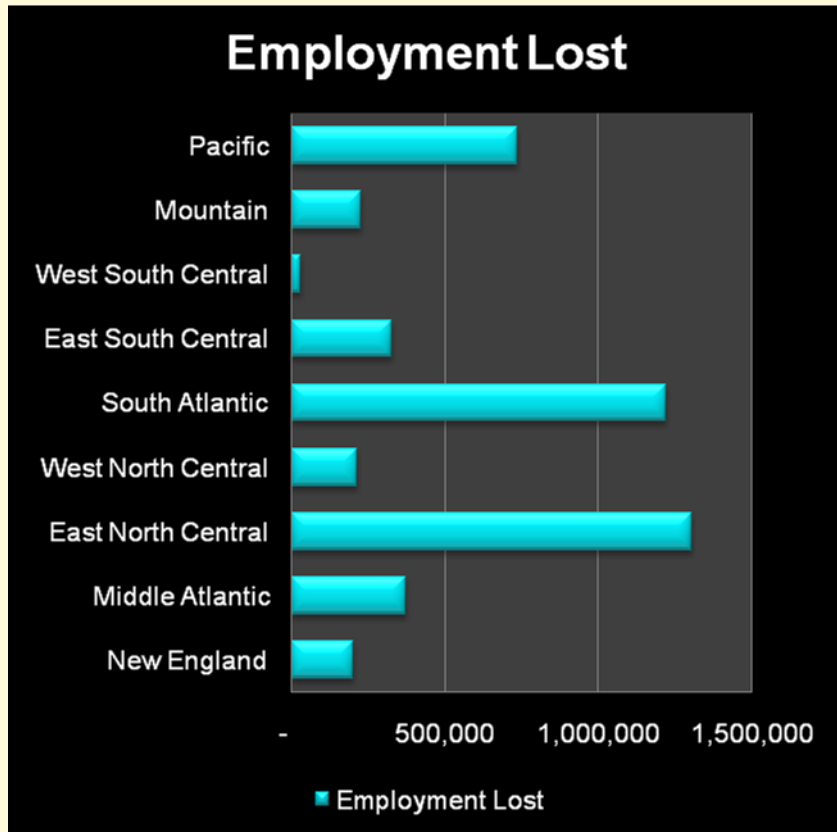 Employment Lost
Pacific
Mountain
West South Central
East South Central
South Atlantic
West North Central
East North Central
Middle Atlantic
New England
- 500,000 1,000,000 1,500,000
Employment Lost